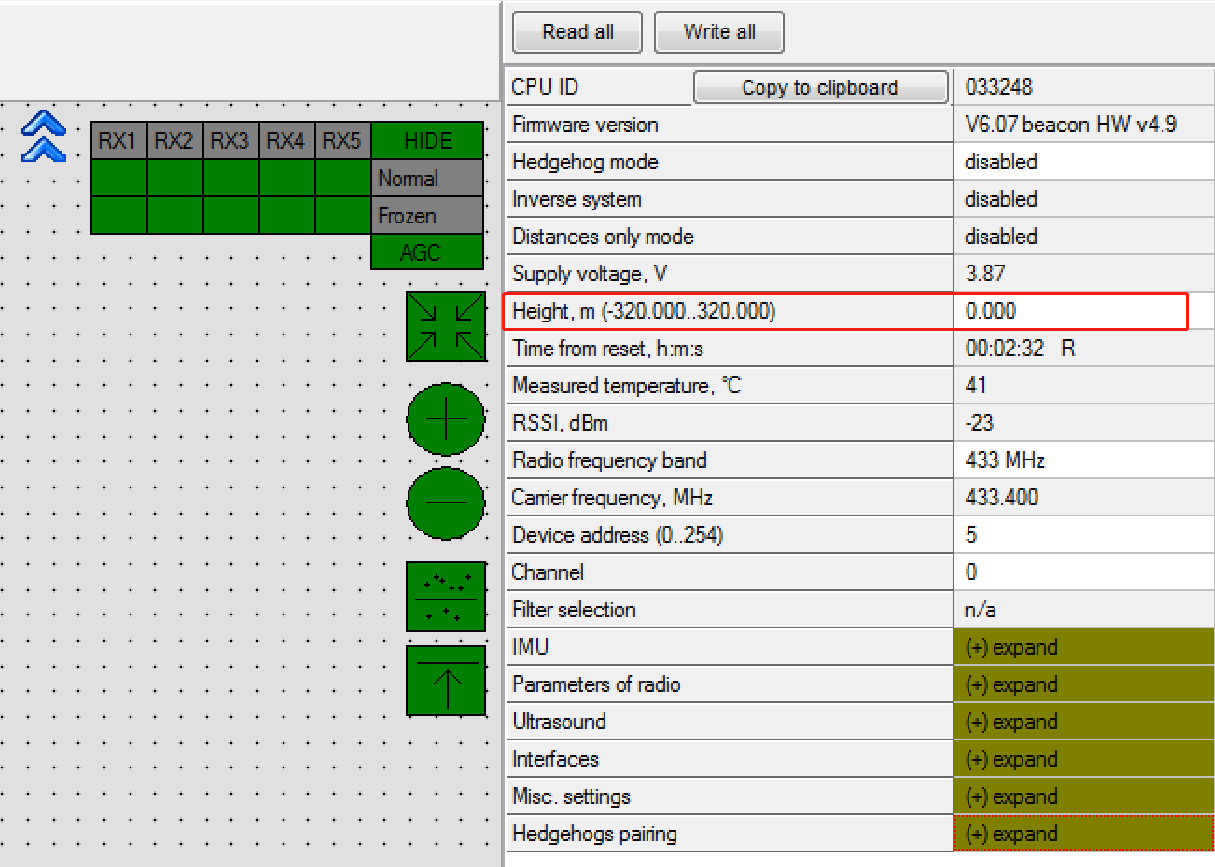 Read all Write all
CPU ID Copy to clipboard 033248
Firmware version V6.07 beacon HW v4.9
RX1 RX2 RX3 RX4 RX5 HIDE
Hedgehog mode disabled
Normal
Inverse system disabled
Frozen
Distances only mode disabled
AGC
Supply voltage, V 3.87
Height, m (-320.000..320.000) 0.000
Time from reset, h:m:s 00:02:32 R
Measured temperature, °C 41
RSSI, dBm -23
Radio frequency band 433 MHz
Carrier frequency, MHz 433.400
Device address (0..254) 5
Channel 0
Filter selection n/a
IMU (+) expand
Parameters of radio (+) expand
Ultrasound (+) expand
Interfaces (+) expand
Misc. settings (+) expand
Hedgehogs pairing (+) expand